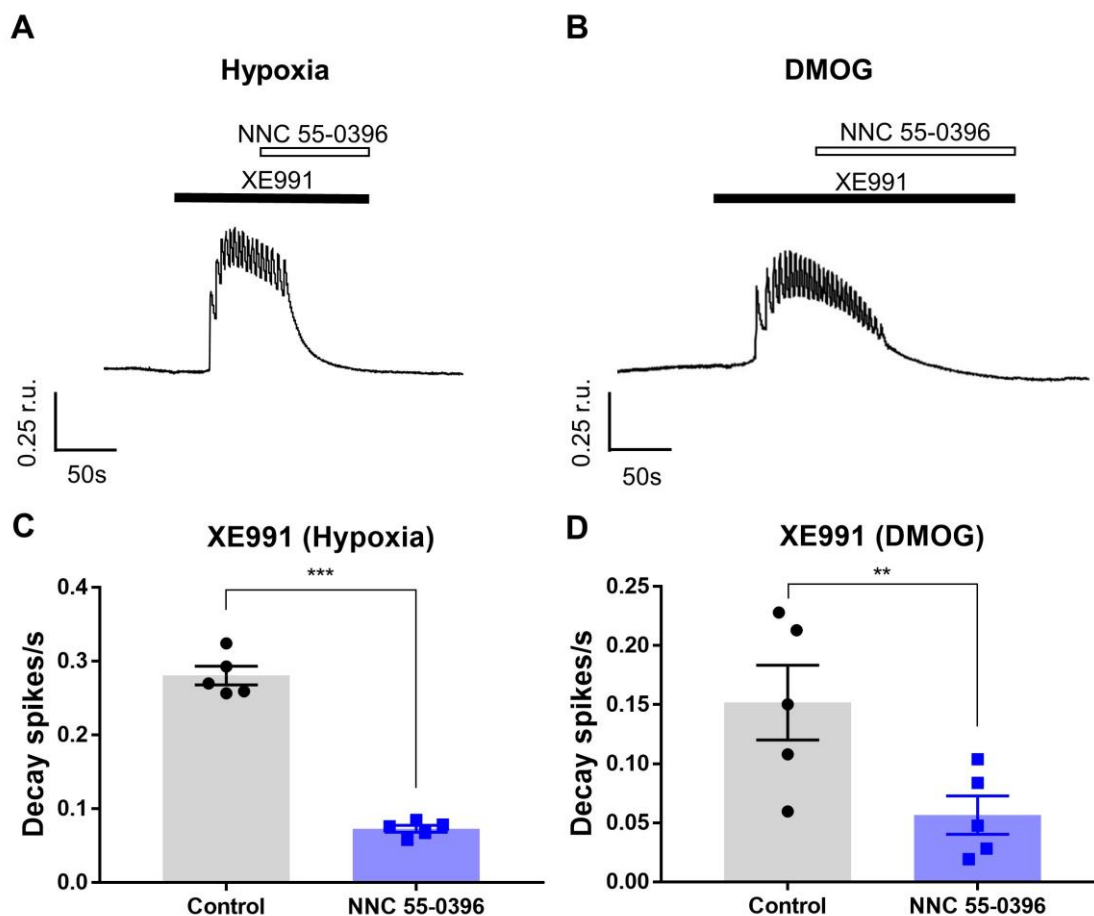 A
Hypoxia
NNC 55-0396
XE991
0.25 r.u.
50s
B
DMOG
NNC 55-0396
XE991
0.25 r.u.
50s
C
XE991 (Hypoxia)
***
Decay spikes/s
0.4
0.3
0.2
0.1
0.0
Control
NNC 55-0396
D
XE991 (DMOG)
**
Decay spikes/s
0.25
0.20
0.15
0.10
0.05
0.00
Control
NNC 55-0396